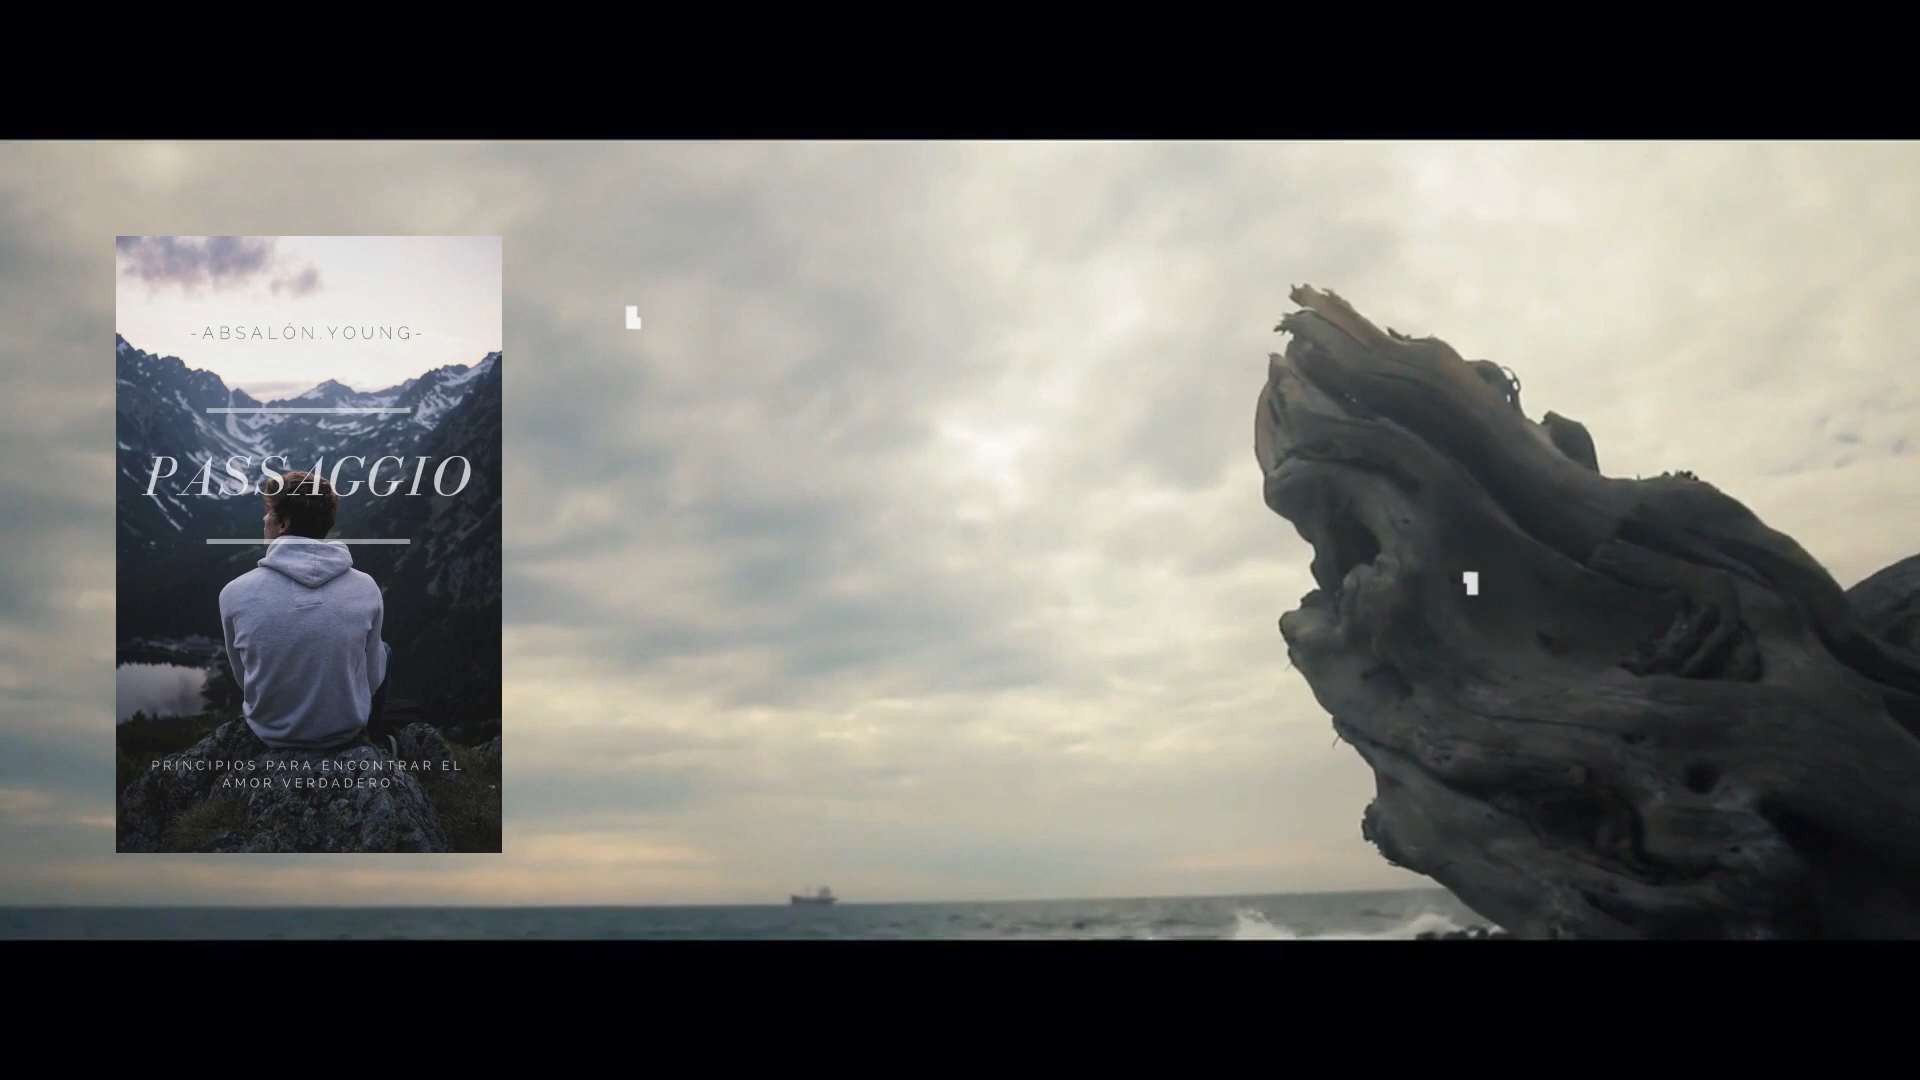 -ABSALÓN.YOUNG-
PASSAGGIO
PRINCIPIOS PARA ENCONTRAR EL
AMOR VERDADERO